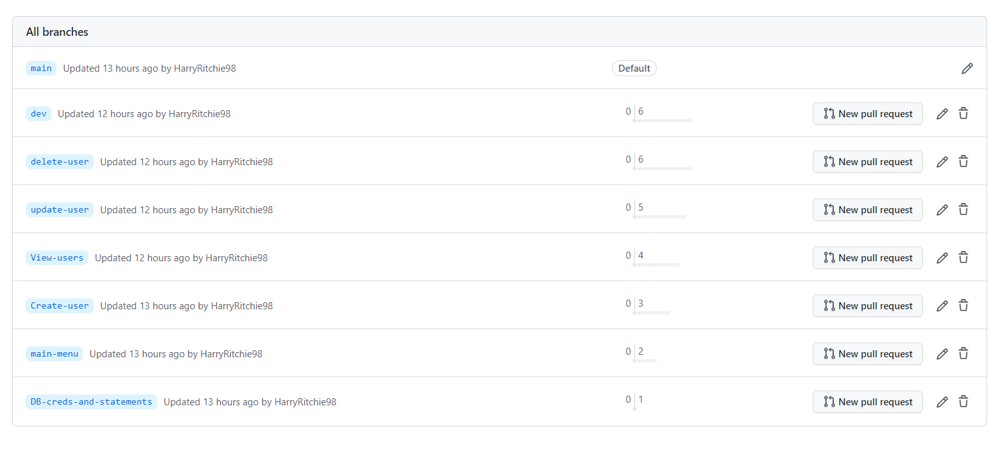 All branches
main Updated 13 hours ago by HarryRitchie98 Default
dev Updated 12 hours ago by HarryRitchie98 0 6 New pull request
delete-user Updated 12 hours ago by HarryRitchie98 0 6 New pull request
update-user Updated 12 hours ago by HarryRitchie98 0 5 New pull request
View-users Updated 12 hours ago by HarryRitchie98 0 4 New pull request
Create-user Updated 13 hours ago by HarryRitchie98 0 3 New pull request
main-menu Updated 13 hours ago by HarryRitchie98 0 2 New pull request
DB-creds-and-statements Updated 13 hours ago by HarryRitchie98 0 1 New pull request